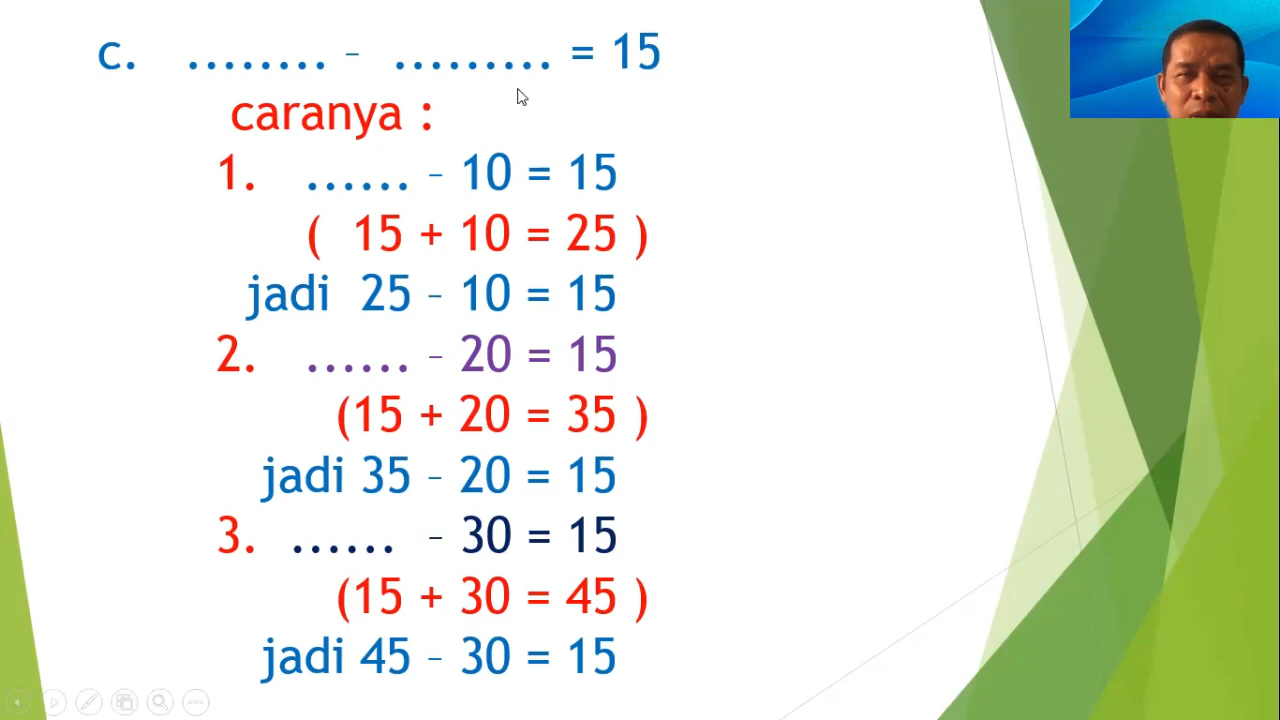 c. ........ - ......... = 15
caranya :
1. ...... - 10 = 15
( 15 + 10 = 25 )
jadi 25 - 10 = 15
2. ...... - 20 = 15
(15 + 20 = 35 )
jadi 35 - 20 = 15
3. ...... - 30 = 15
(15 + 30 = 45 )
jadi 45 - 30 = 15